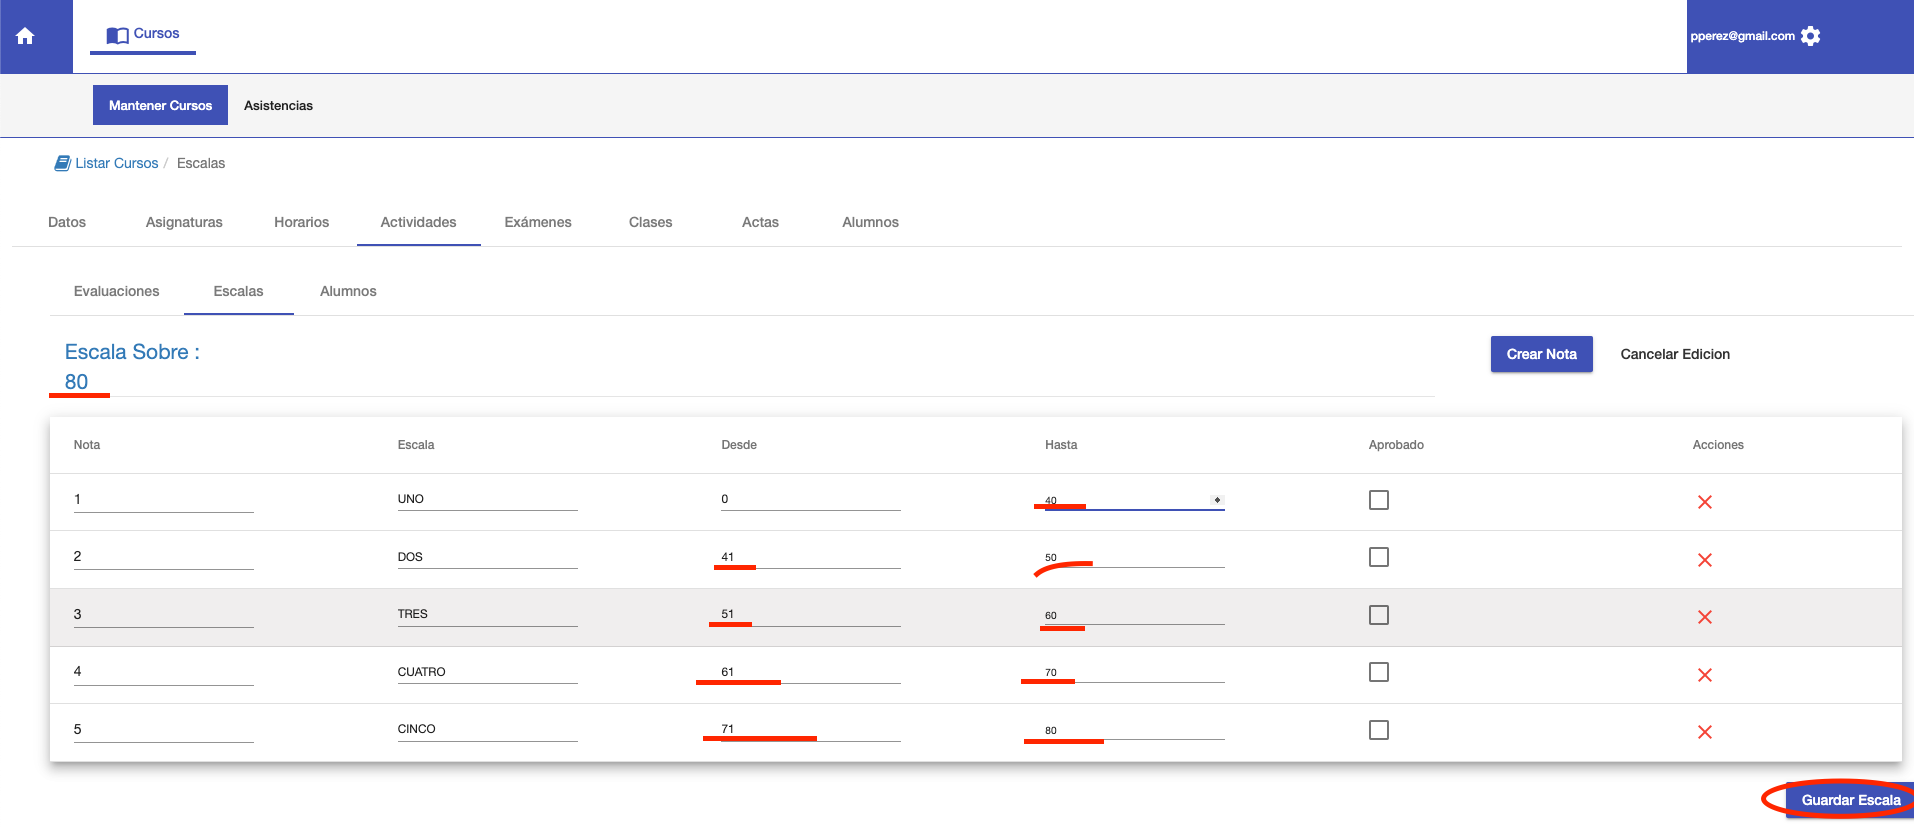 Cursos
pperez@gmail.com
Mantener Cursos Asistencias
Listar Cursos / Escalas
Datos Asignaturas Horarios Actividades Exámenes Clases Actas Alumnos
Evaluaciones Escalas Alumnos
Escala Sobre :
80
Crear Nota Cancelar Edicion
Nota Escala Desde Hasta Aprobado Acciones
1 UNO 0 40
2 DOS 41 50
3 TRES 51 60
4 CUATRO 61 70
5 CINCO 71 80
Guardar Escala